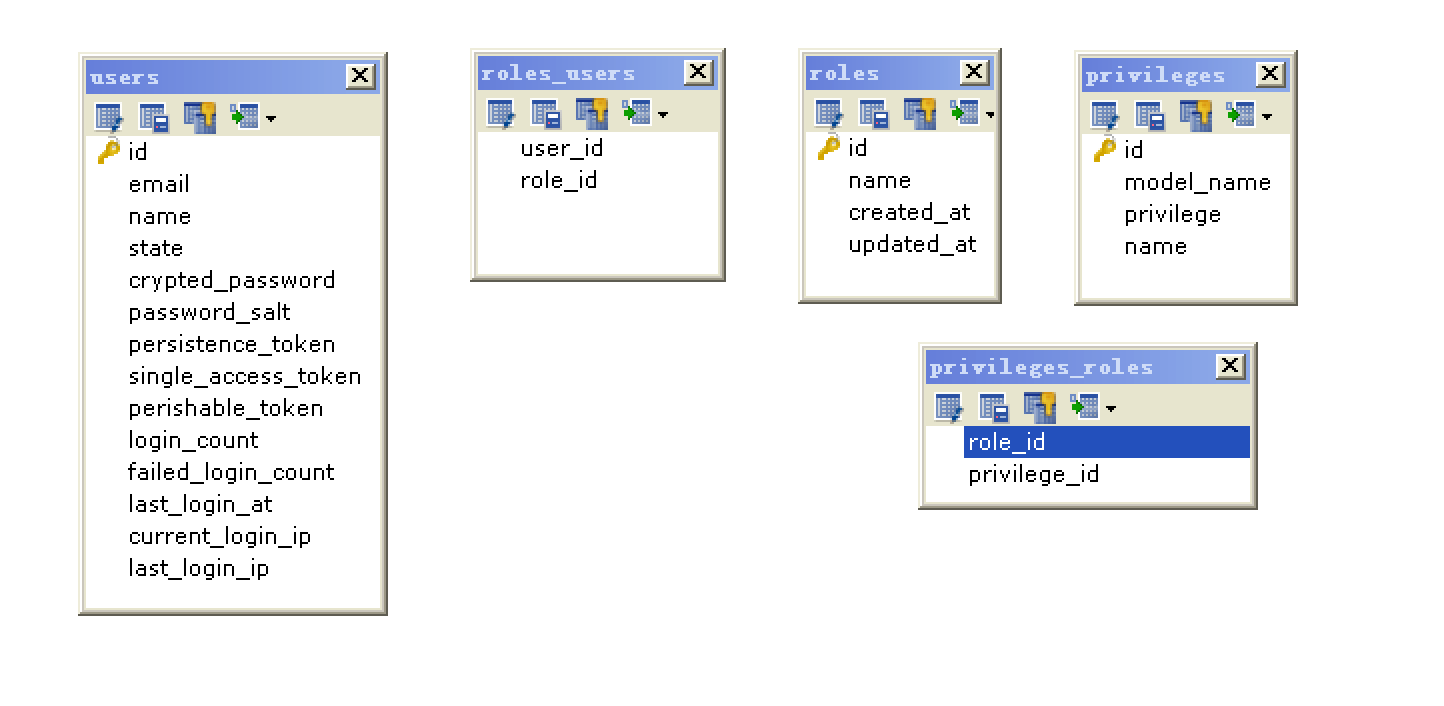 users
id
email
name
state
crypted_password
password_salt
persistence_token
single_access_token
perishable_token
login_count
failed_login_count
last_login_at
current_login_ip
last_login_ip
roles_users
user_id
role_id
roles
id
name
created_at
updated_at
privileges
id
model_name
privilege
name
privileges_roles
role_id
privilege_id